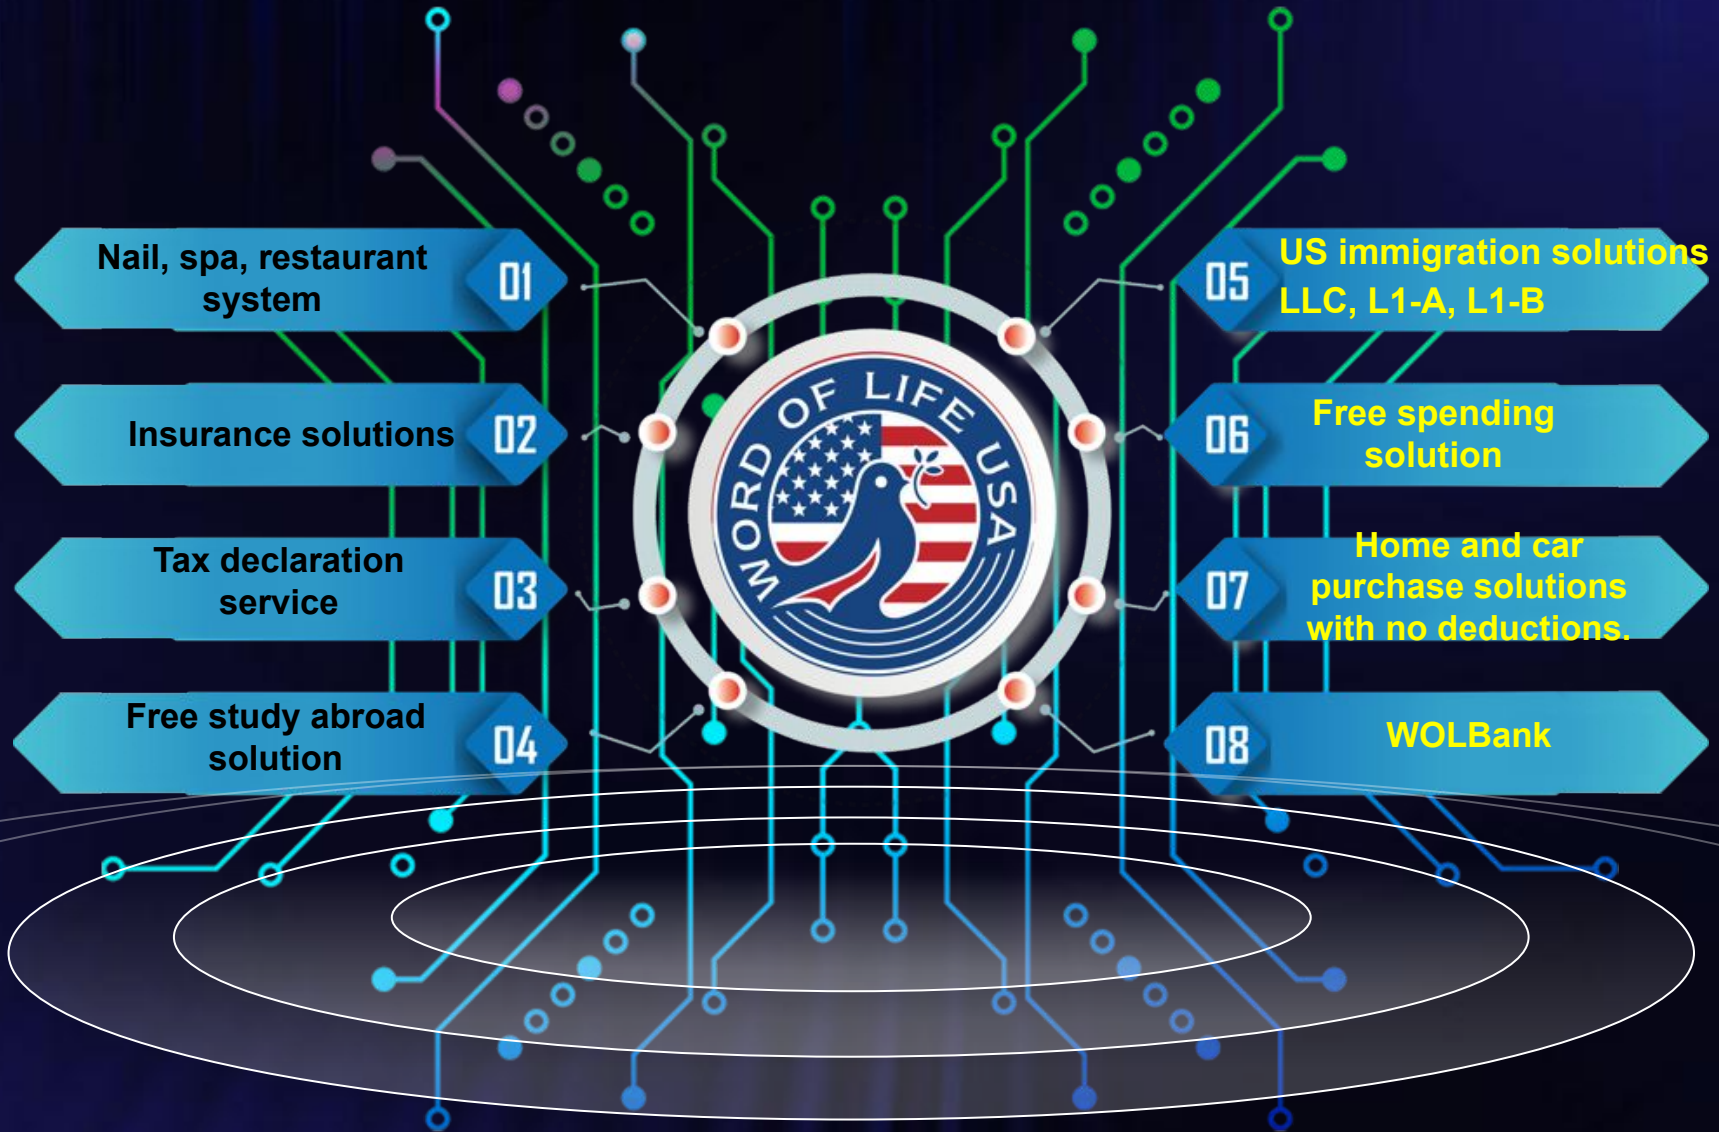 Nail, spa, restaurant
system
01
Insurance solutions
02
Tax declaration
service
03
Free study abroad
solution
04
WORD OF LIFE USA
05
US immigration solutions
LLC, L1-A, L1-B
06
Free spending
solution
07
Home and car
purchase solutions
with no deductions.
08
WOLBank